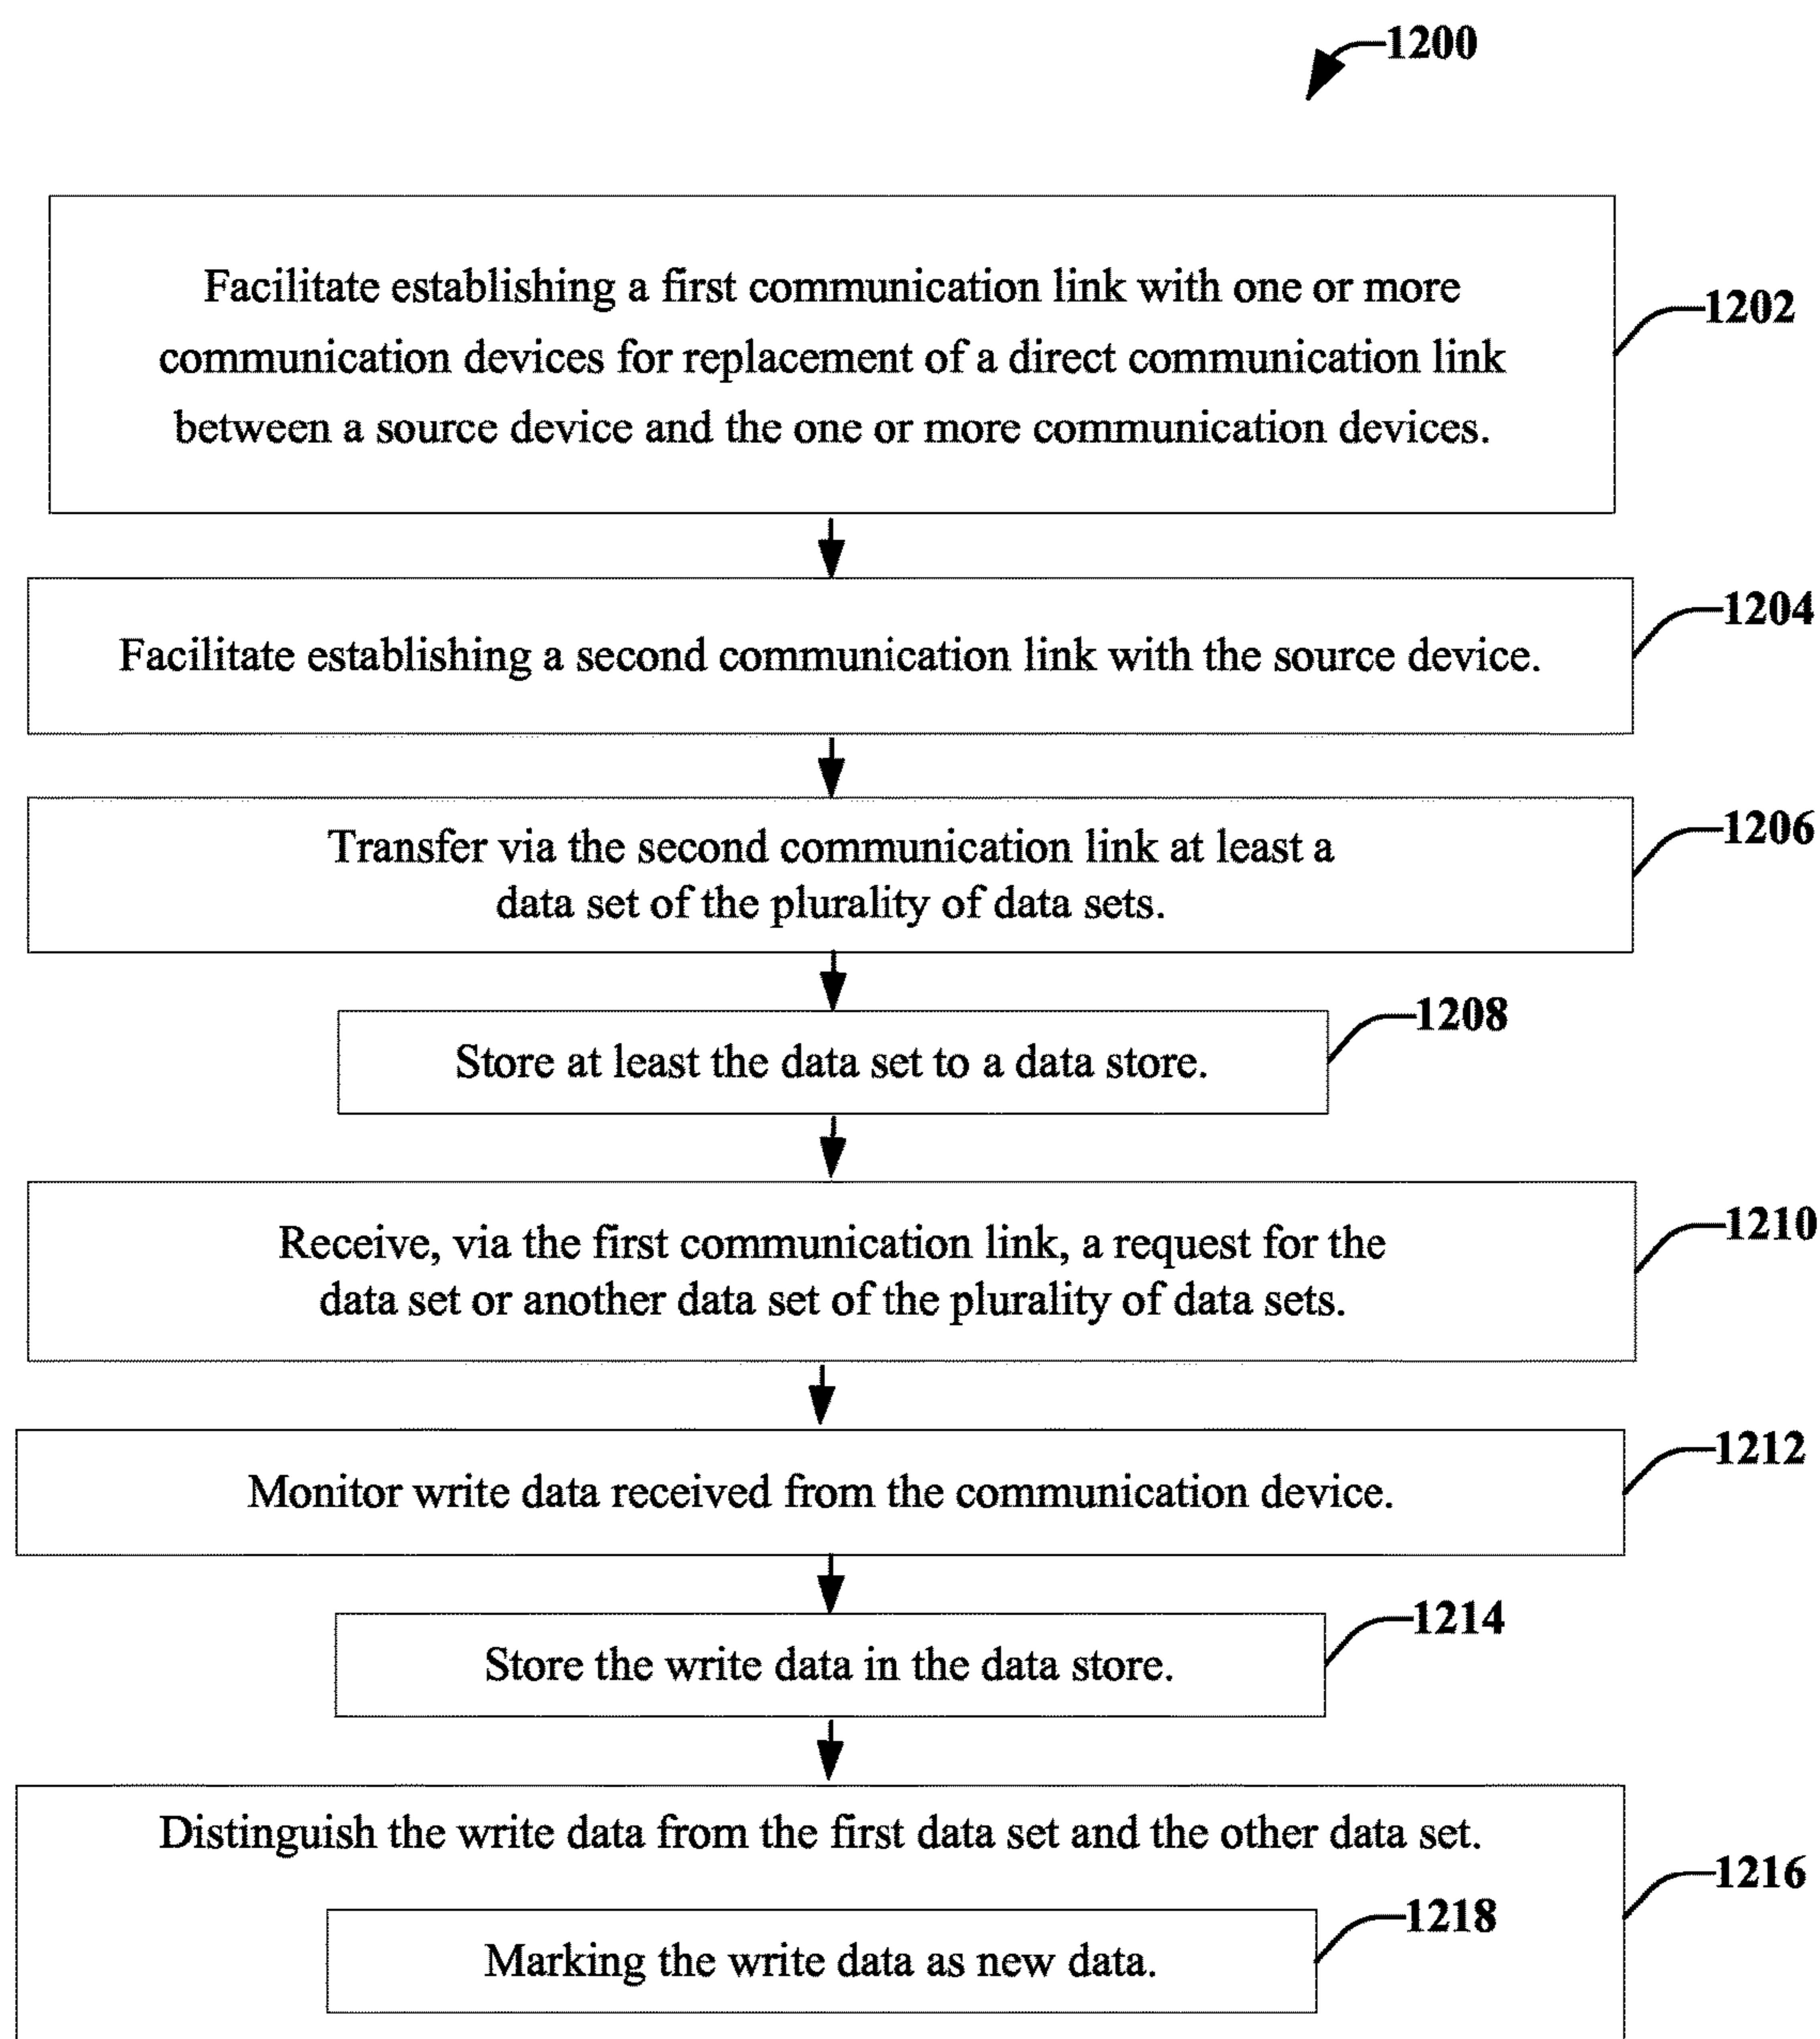 1200
Facilitate establishing a first communication link with one or more
communication devices for replacement of a direct communication link
between a source device and the one or more communication devices.
1202
Facilitate establishing a second communication link with the source device.
1204
Transfer via the second communication link at least a
data set of the plurality of data sets.
1206
Store at least the data set to a data store.
1208
Receive, via the first communication link, a request for the
data set or another data set of the plurality of data sets.
1210
Monitor write data received from the communication device.
1212
Store the write data in the data store.
1214
Distinguish the write data from the first data set and the other data set.
1216
Marking the write data as new data.
1218